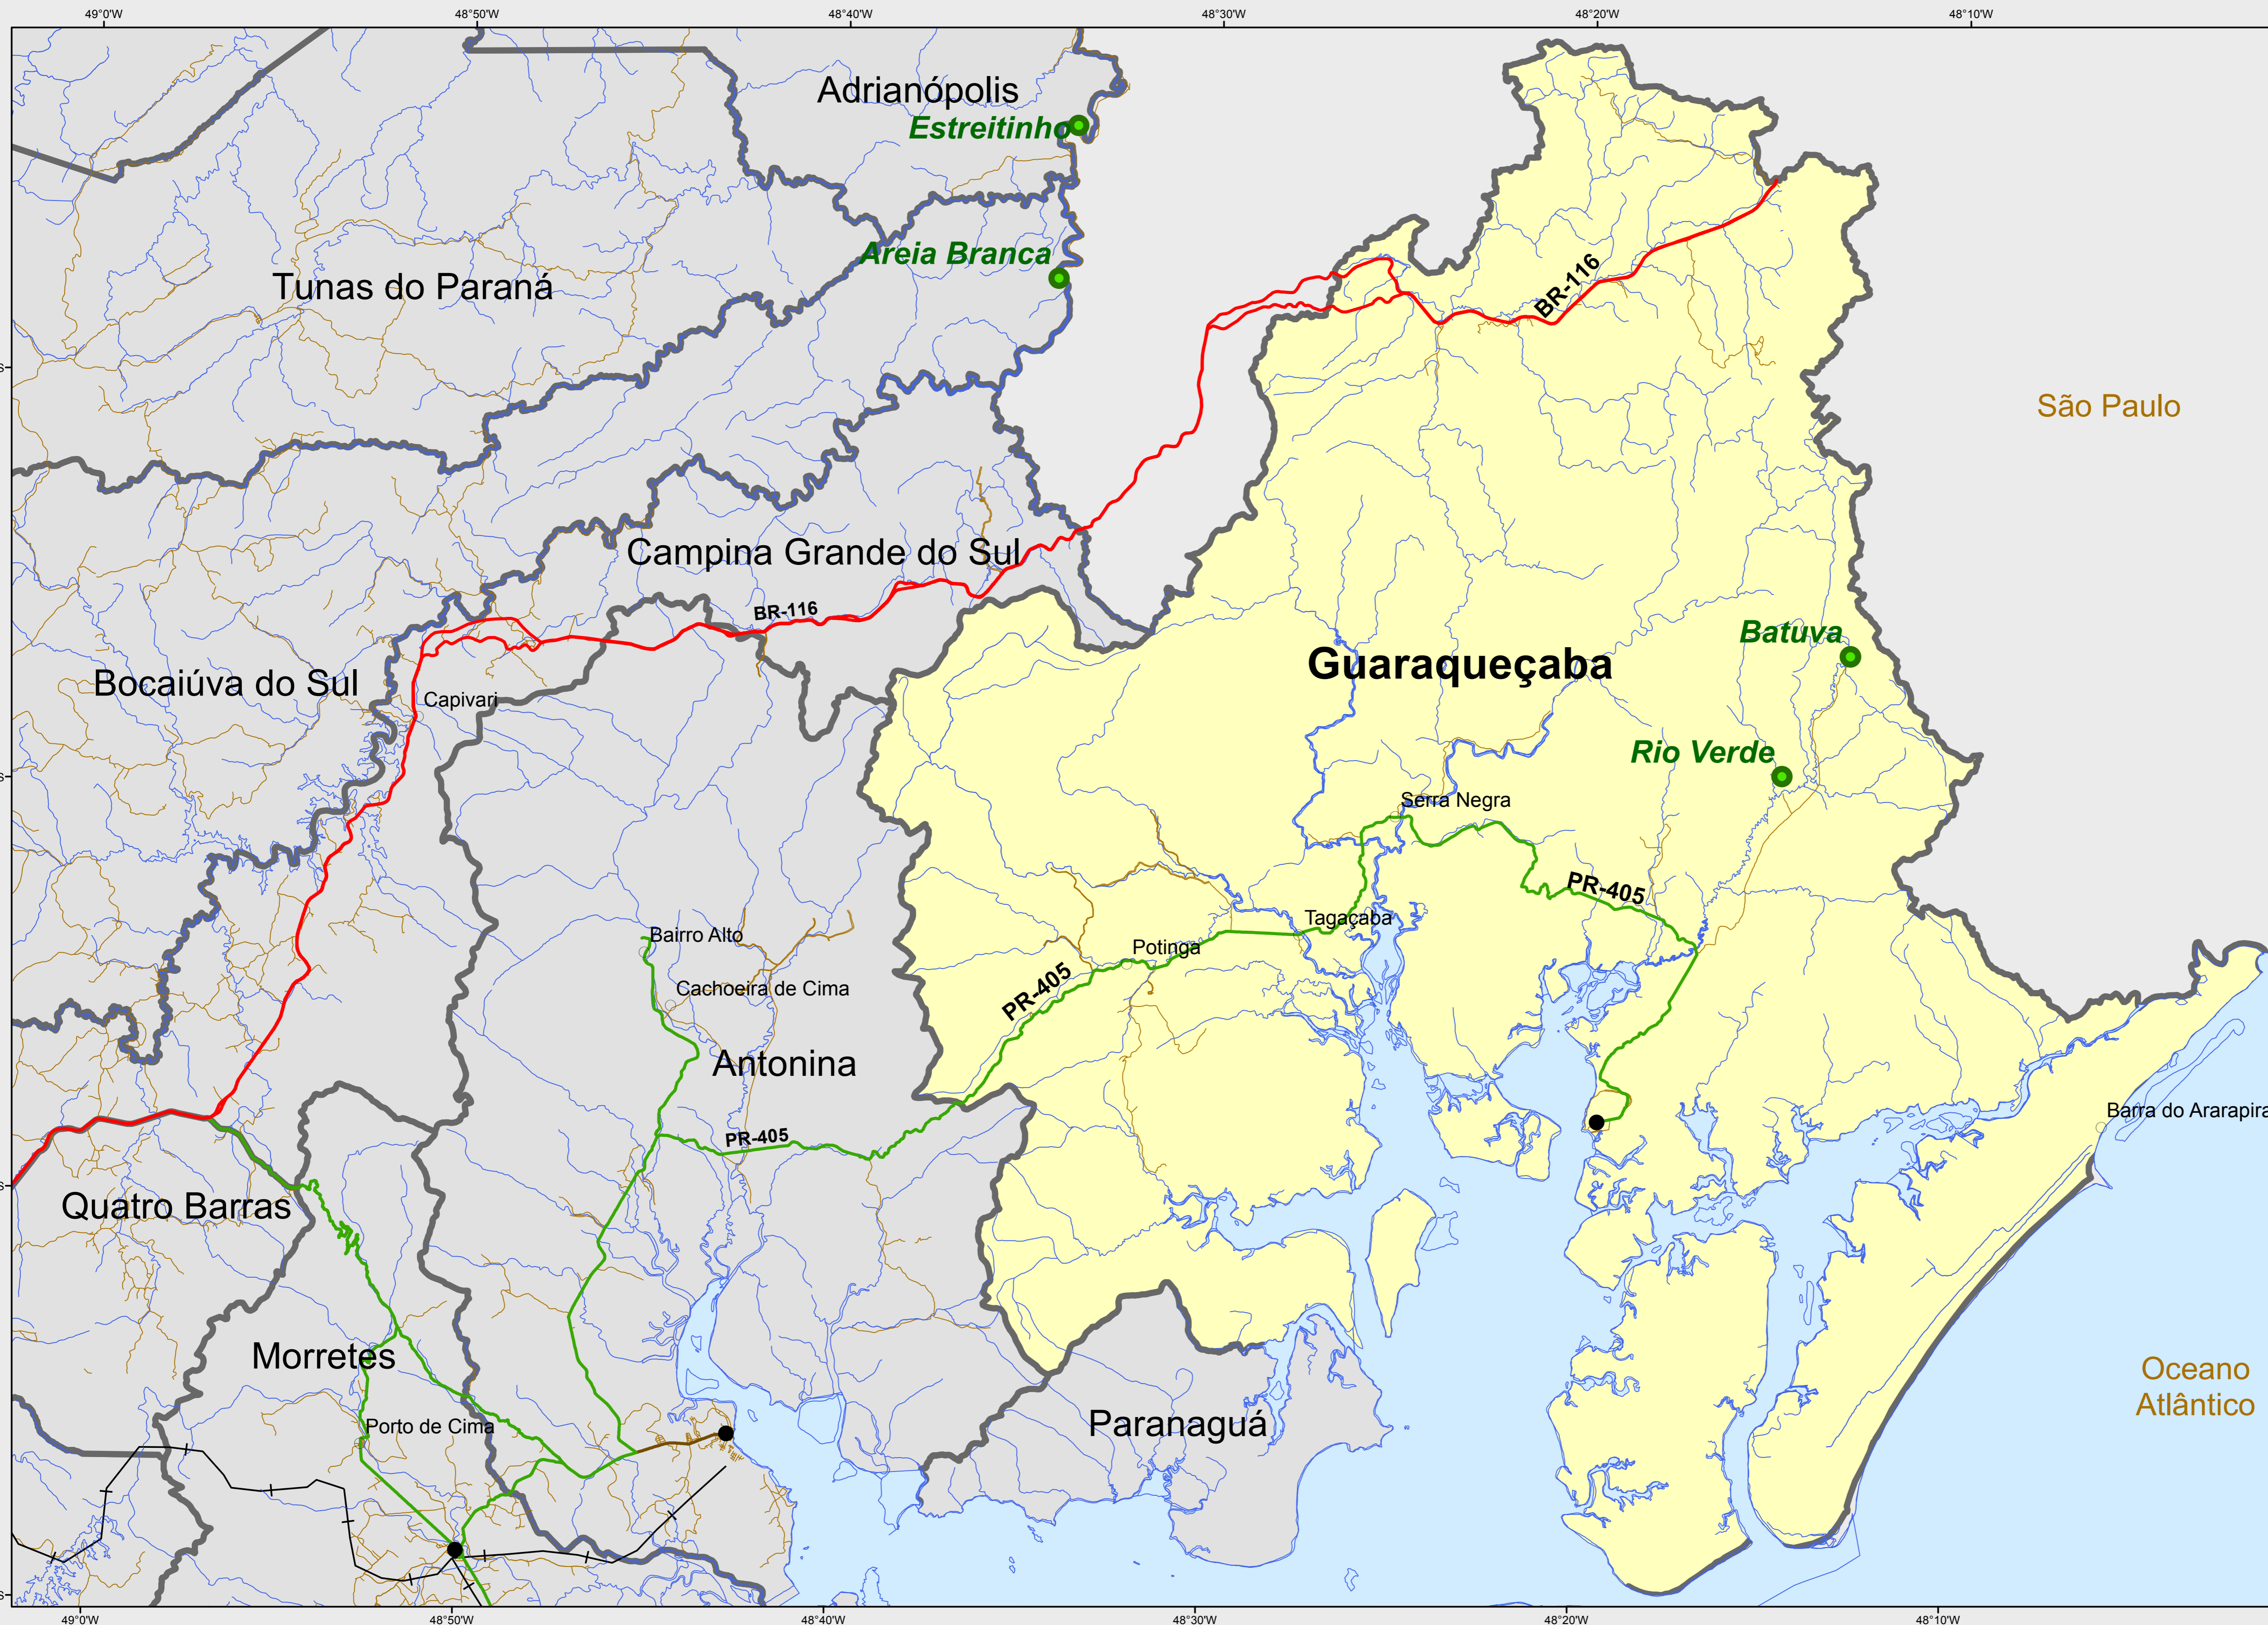 49°0'W
48°50'W
48°40'W
48°30'W
48°20'W
48°10'W
Adrianópolis
Estreitinho
Areia Branca
Tunas do Paraná
BR-116
São Paulo
Campina Grande do Sul
BR-116
Batuva
Guaraqueçaba
Bocaiúva do Sul
Capivari
Rio Verde
Serra Negra
PR-405
Tagaçaba
Bairro Alto
Potinga
PR-405
Cachoeira de Cima
Antonina
Barra do Ararapira
PR-405
Quatro Barras
Morretes
Oceano
Atlântico
Paranaguá
Porto de Cima
49°0'W
48°50'W
48°40'W
48°30'W
48°20'W
48°10'W